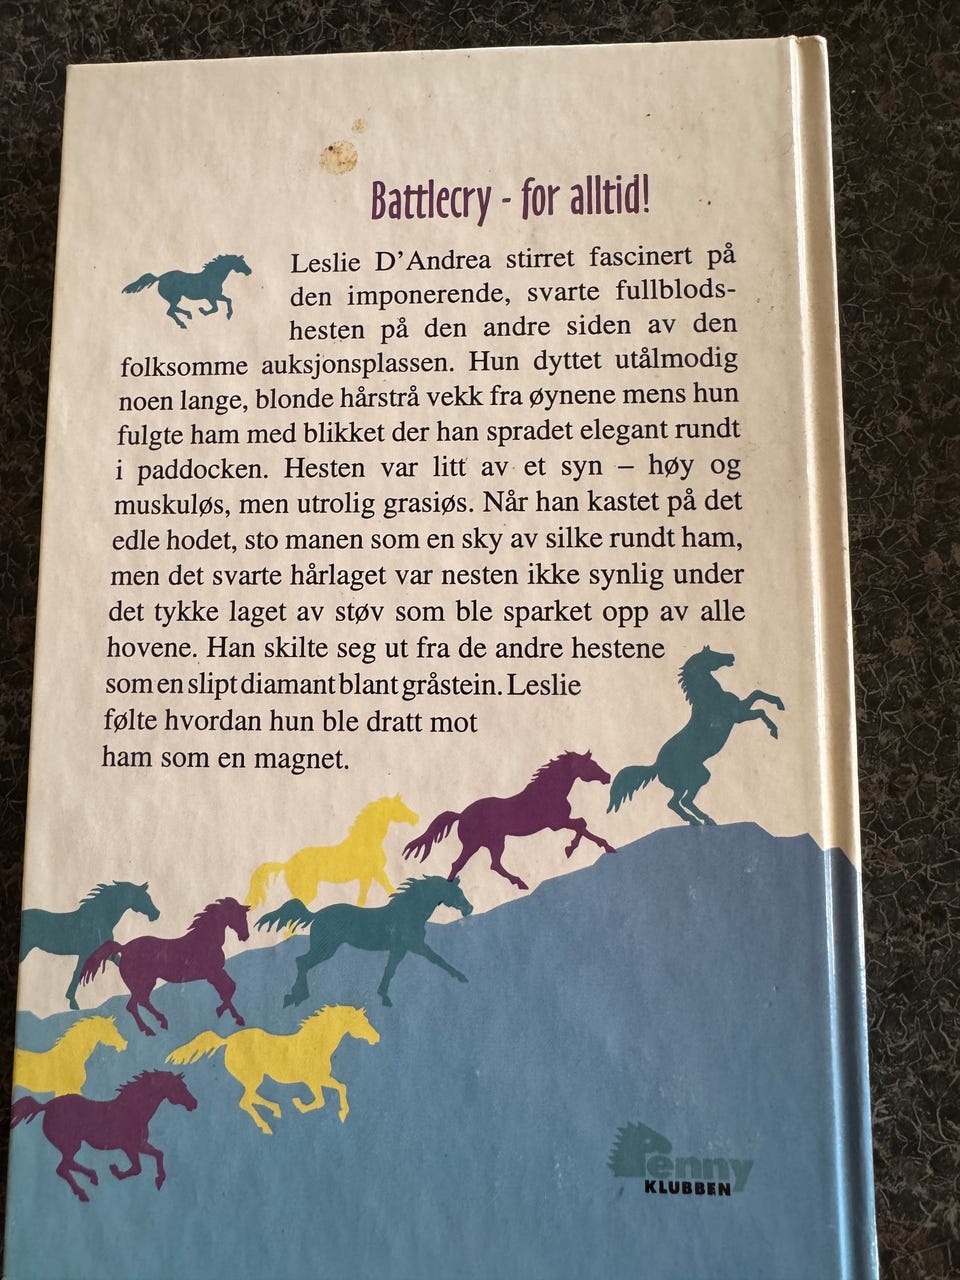 Battlecry - for alltid!
Leslie D'Andrea stirret fascinert på
den imponerende, svarte fullblods-
hesten på den andre siden av den
folksomme auksjonsplassen. Hun dyttet utålmodig
noen lange, blonde hårstrå vekk fra øynene mens hun
fulgte ham med blikket der han spradet elegant rundt
i paddocken. Hesten var litt av et syn – høy og
muskuløs, men utrolig grasiøs. Når han kastet på det
edle hodet, sto manen som en sky av silke rundt ham,
men det svarte hårlaget var nesten ikke synlig under
det tykke laget av støv som ble sparket opp av alle
hovene. Han skilte seg ut fra de andre hestene
som en slipt diamant blant gråstein. Leslie
følte hvordan hun ble dratt mot
ham som en magnet.
Penny
KLUBBEN